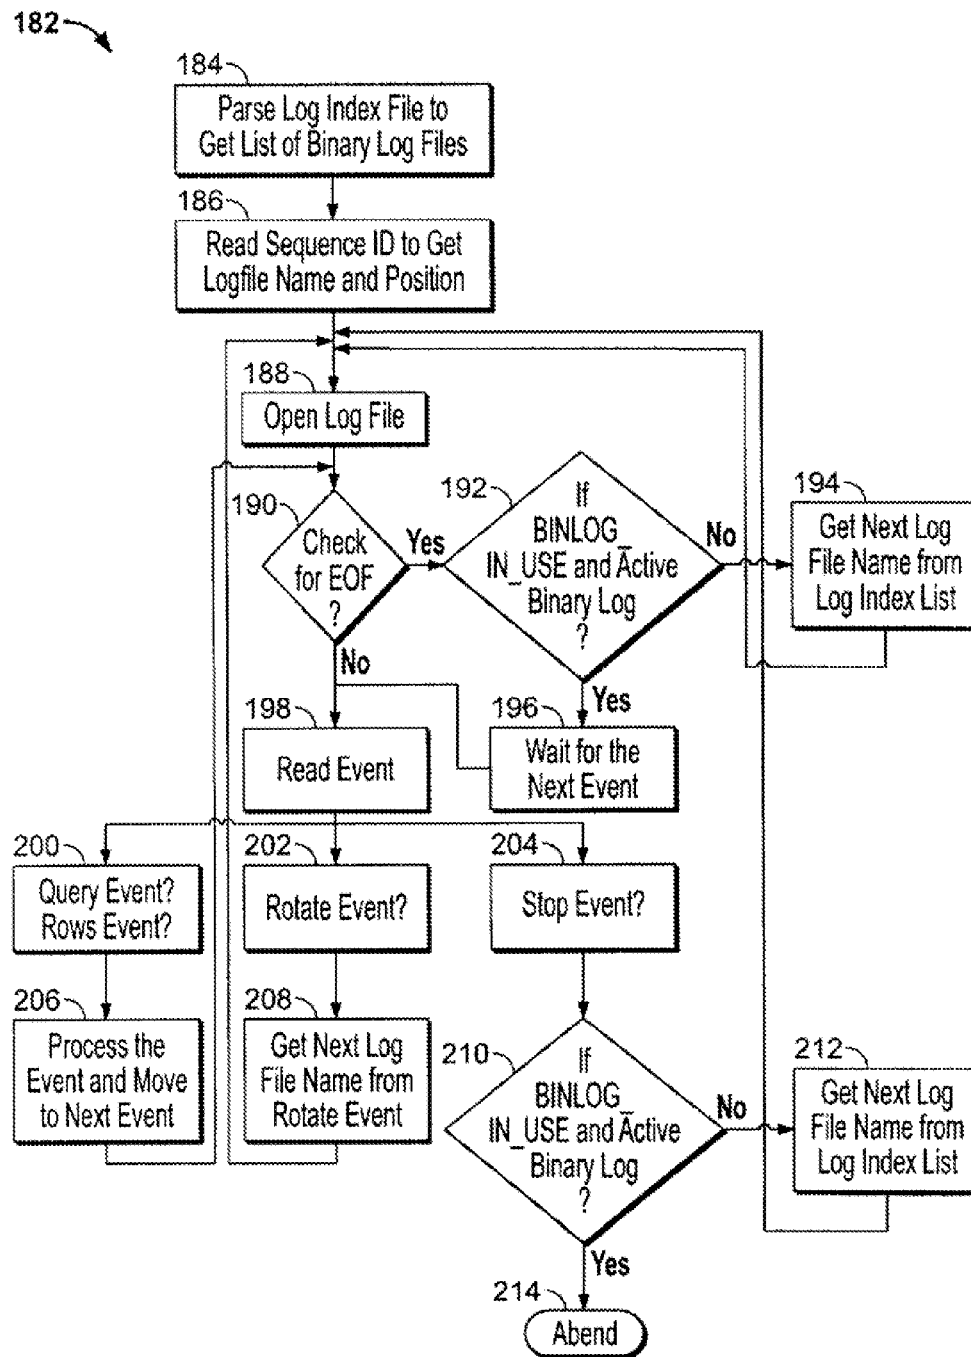 182
184
Parse Log Index File to
Get List of Binary Log Files
186
Read Sequence ID to Get
Logfile Name and Position
188
Open Log File
190
Check
for EOF
?
Yes
No
192
If
BINLOG_
IN_USE and Active
Binary Log
?
No
Yes
194
Get Next Log
File Name from
Log Index List
196
Wait for the
Next Event
198
Read Event
200
Query Event?
Rows Event?
202
Rotate Event?
204
Stop Event?
206
Process the
Event and Move
to Next Event
208
Get Next Log
File Name from
Rotate Event
210
If
BINLOG_
IN_USE and Active
Binary Log
?
No
Yes
212
Get Next Log
File Name from
Log Index List
214
Abend